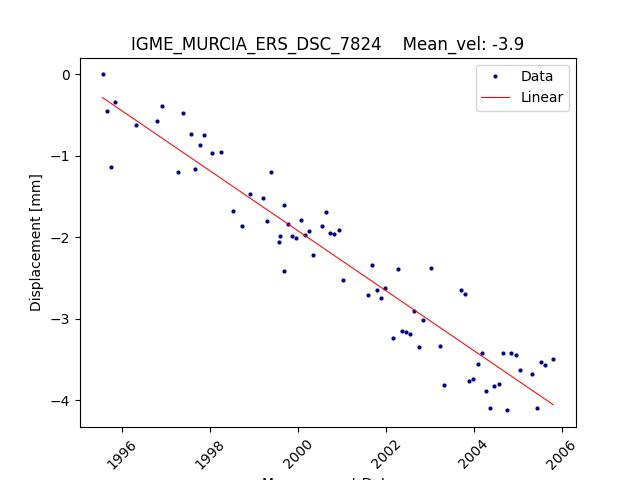 IGME_MURCIA_ERS_DSC_7824    Mean_vel: -3.9
Data
Linear
Displacement [mm]
0
−1
−2
−3
−4
1996
1998
2000
2002
2004
2006